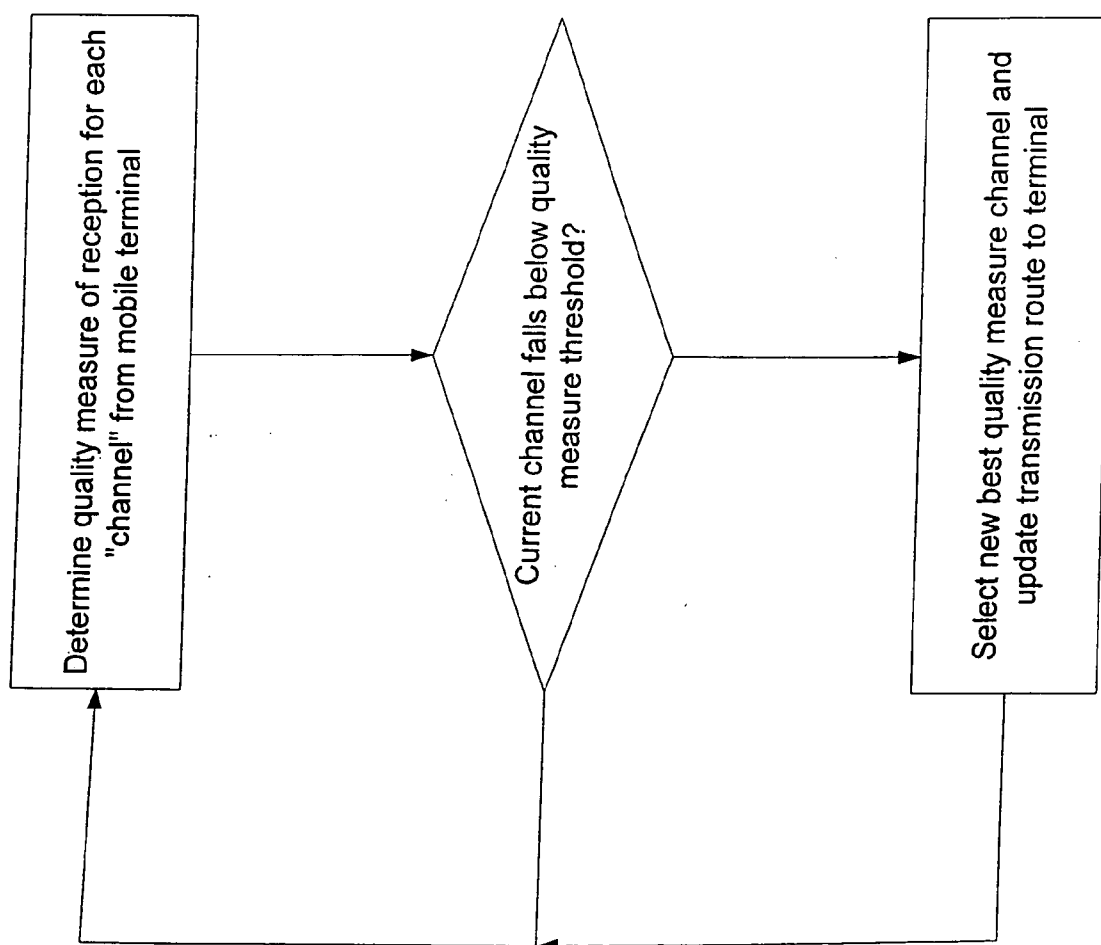 Determine quality measure of reception for each
"channel" from mobile terminal
Current channel falls below quality
measure threshold?
Select new best quality measure channel and
update transmission route to terminal